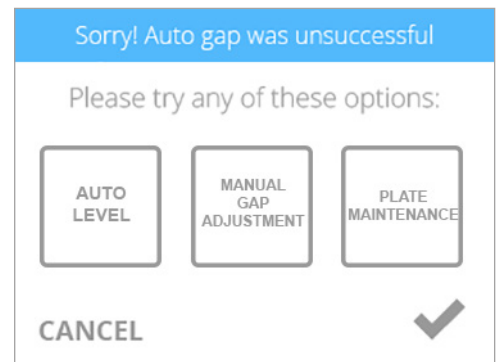 Sorry! Auto gap was unsuccessful
Please try any of these options:
AUTO
LEVEL
MANUAL
GAP
ADJUSTMENT
PLATE
MAINTENANCE
CANCEL